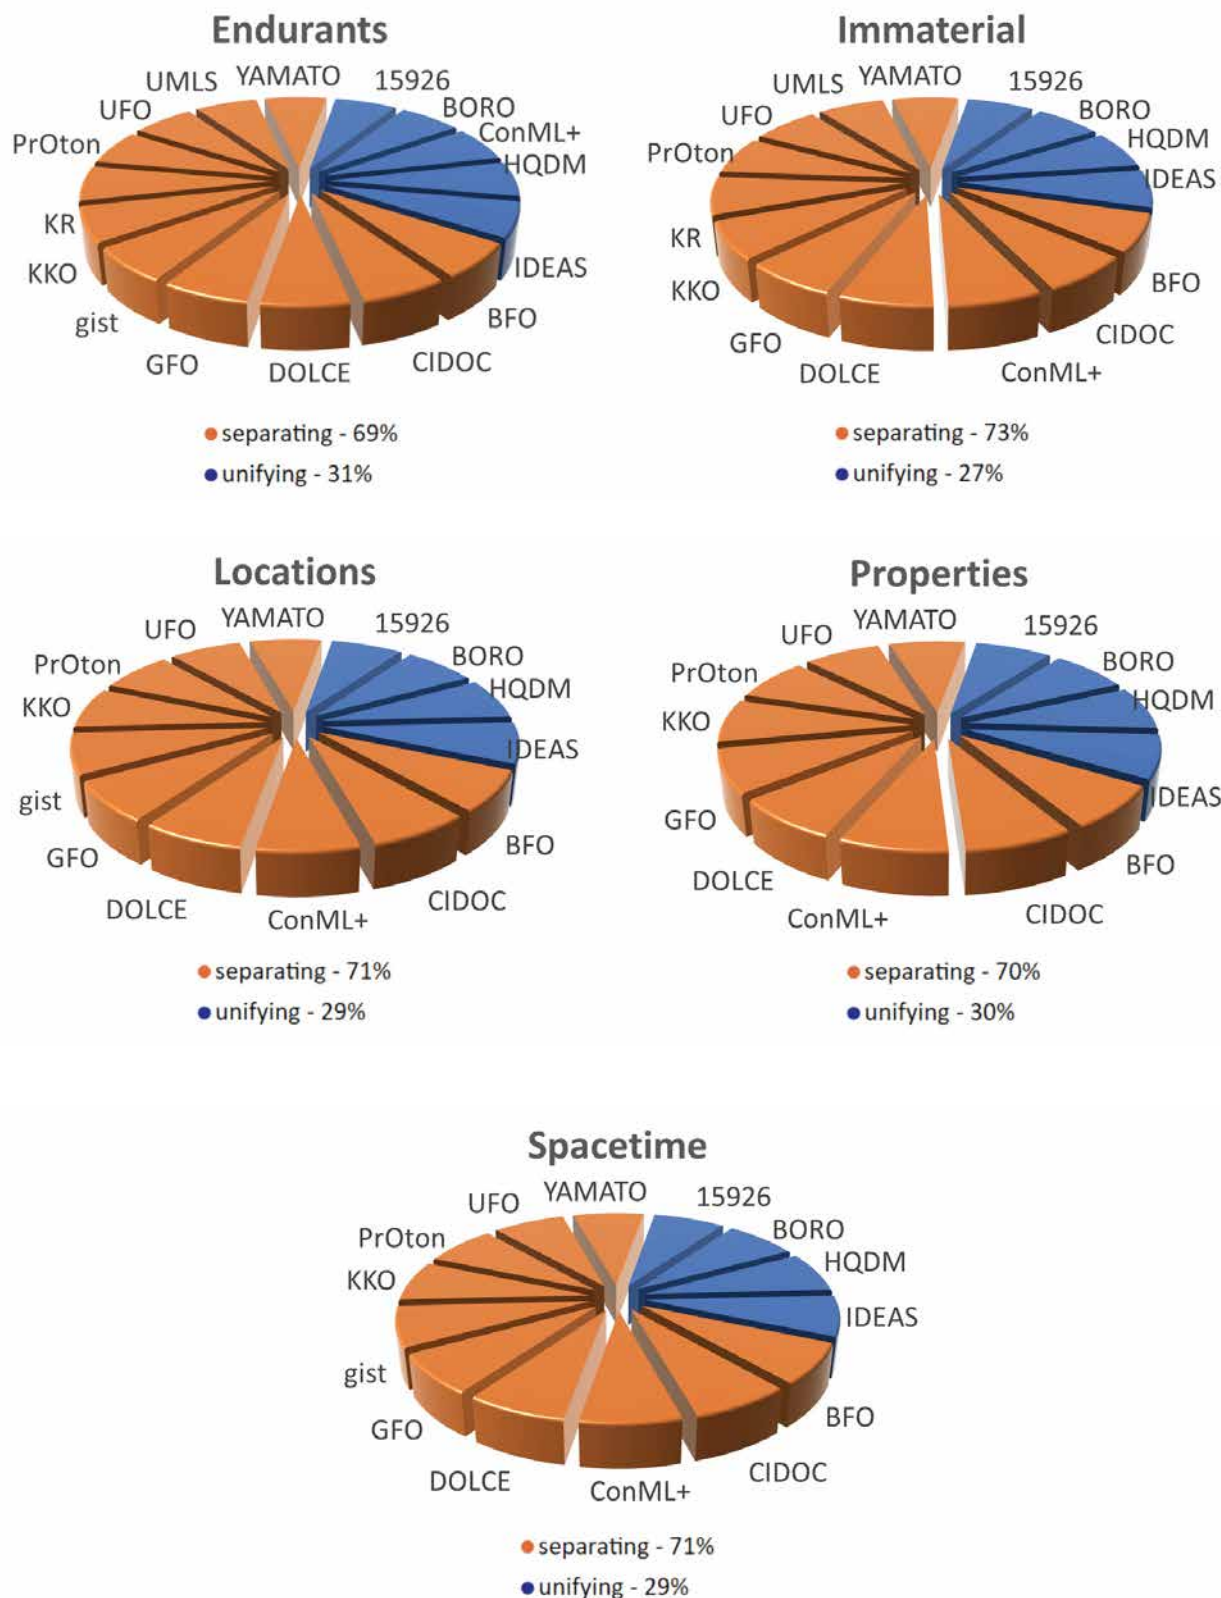 Endurants
YAMATO
15926
BORO
ConML+
HQDM
IDEAS
BFO
CIDOC
DOLCE
GFO
gist
KKO
KR
PrOton
UFO
UMLS
separating - 69%
unifying - 31%
Immaterial
YAMATO
15926
BORO
HQDM
IDEAS
BFO
CIDOC
ConML+
DOLCE
GFO
KKO
KR
PrOton
UFO
UMLS
separating - 73%
unifying - 27%
Locations
YAMATO
15926
BORO
HQDM
IDEAS
BFO
CIDOC
ConML+
DOLCE
GFO
gist
KKO
PrOton
UFO
separating - 71%
unifying - 29%
Properties
YAMATO
15926
BORO
HQDM
IDEAS
BFO
CIDOC
ConML+
DOLCE
GFO
KKO
PrOton
UFO
separating - 70%
unifying - 30%
Spacetime
YAMATO
15926
BORO
HQDM
IDEAS
BFO
CIDOC
ConML+
DOLCE
GFO
gist
KKO
PrOton
UFO
separating - 71%
unifying - 29%